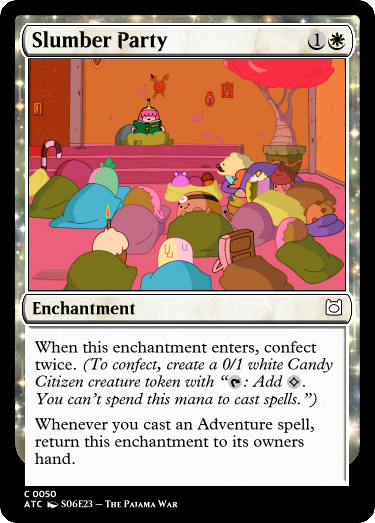 Slumber Party 1
Enchantment
When this enchantment enters, confect
twice. (To confect, create a 0/1 white Candy
Citizen creature token with “: Add .
You can’t spend this mana to cast spells.”)
Whenever you cast an Adventure spell,
return this enchantment to its owners
hand.
C 0050
ATC S06E23 – The Pajama War